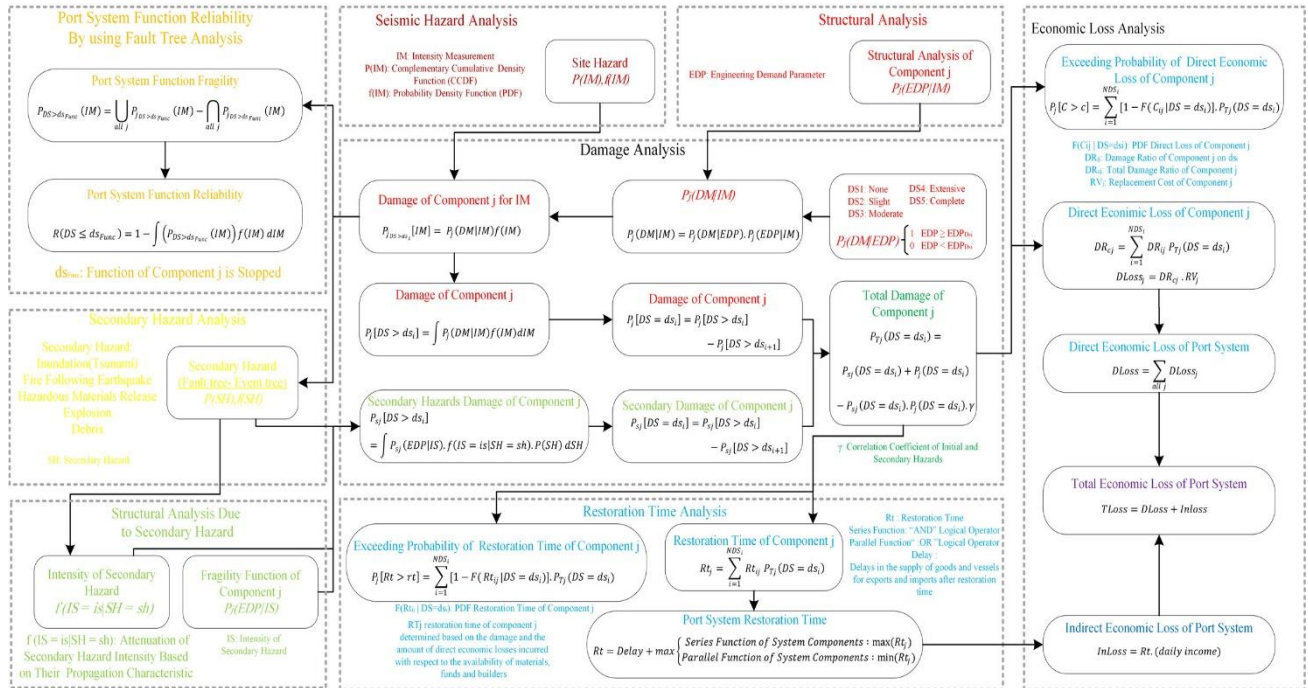 Port System Function Reliability
By using Fault Tree Analysis
Port System Function Fragility
P_{DS>ds_{Func}}(IM) = ⋃_{all j} P_{j_{DS>ds_{Func}}}(IM) − ⋂_{all j} P_{j_{DS>ds_{Func}}}(IM)
Port System Function Reliability
R(DS ≤ ds_{Func}) = 1 − ∫(P_{DS>ds_{Func}}(IM)) f(IM) dIM
ds_{Func}: Function of Component j is Stopped
Seismic Hazard Analysis
IM: Intensity Measurement
P(IM): Complementary Cumulative Density
Function (CCDF)
f(IM): Probability Density Function (PDF)
Site Hazard
P(IM),f(IM)
Structural Analysis
EDP: Engineering Demand Parameter
Structural Analysis of
Component j
P_j(EDP|IM)
Damage Analysis
Damage of Component j for IM
P_{jDS>ds_i}[IM] = P_j(DM|IM)f(IM)
P_j(DM|IM)
P_j(DM|IM) = P_j(DM|EDP). P_j(EDP|IM)
DS1: None
DS2: Slight
DS3: Moderate
DS4: Extensive
DS5: Complete
P_j(DM|EDP) {
1 EDP ≥ EDP_{Dsi}
0 EDP < EDP_{Dsi}
Damage of Component j
P_j[DS > ds_i] = ∫ P_j(DM|IM)f(IM)dIM
Damage of Component j
P_j[DS = ds_i] = P_j[DS > ds_i]
− P_j[DS > ds_{i+1}]
Total Damage of
Component j
P_{Tj}(DS = ds_i) =
P_{sj}(DS = ds_i) + P_j(DS = ds_i)
− P_{sj}(DS = ds_i). P_j(DS = ds_i). γ
Secondary Hazards Damage of Component j
P_{sj}[DS > ds_i]
= ∫ P_{sj}(EDP|IS). f(IS = is|SH = sh). P(SH) dSH
Secondary Damage of Component j
P_{sj}[DS = ds_i] = P_{sj}[DS > ds_i]
− P_{sj}[DS > ds_{i+1}]
γ Correlation Coefficient of Initial and
Secondary Hazards
Secondary Hazard Analysis
Secondary Hazard:
Inundation(Tsunami)
Fire Following Earthquake
Hazardous Materials Release
Explosion
Debris
SH: Secondary Hazard
Secondary Hazard
(Fault tree- Event tree)
P(SH),f(SH)
Structural Analysis Due
to Secondary Hazard
Intensity of Secondary
Hazard
f(IS = is|SH = sh)
Fragility Function of
Component j
P_j(EDP|IS)
f (IS = is|SH = sh): Attenuation of
Secondary Hazard Intensity Based
on Their Propagation Characteristic
IS: Intensity of
Secondary Hazard
Restoration Time Analysis
Exceeding Probability of Restoration Time of Component j
P_j[Rt > rt] = ∑_{i=1}^{NDS_i} [1 − F(Rt_{ij}|DS = ds_i)]. P_{Tj}(DS = ds_i)
PDF Restoration Time of Component j
RTj restoration time of component j
determined based on the damage and the
amount of direct economic losses incurred
with respect to the availability of materials,
funds and builders
Restoration Time of Component j
Rt_j = ∑_{i=1}^{NDS_i} Rt_{ij} P_{Tj}(DS = ds_i)
Rt : Restoration Time
Series Function: “AND” Logical Operator
Parallel Function“ :OR ”Logical Operator
Delay :
Delays in the supply of goods and vessels
for exports and imports after restoration
time
Port System Restoration Time
Rt = Delay + max {
Series Function of System Components : max(Rt_j)
Parallel Function of System Components : min(Rt_j)
Economic Loss Analysis
Exceeding Probability of Direct Economic
Loss of Component j
P_j[C > c] = ∑_{i=1}^{NDS_i} [1 − F(C_{ij}|DS = ds_i)]. P_{Tj}(DS = ds_i)
F(Cij | DS=dsi): PDF Direct Loss of Component j
Damage Ratio of Component j on dsi
Total Damage Ratio of Component j
RV_j: Replacement Cost of Component j
Direct Econimic Loss of Component j
DR_{cj} = ∑_{i=1}^{NDS_i} DR_{ij} P_{Tj}(DS = ds_i)
DLoss_j = DR_{cj} . RV_j
Direct Economic Loss of Port System
DLoss = ∑_{all j} DLoss_j
Total Economic Loss of Port System
TLoss = DLoss + Inloss
Indirect Economic Loss of Port System
InLoss = Rt. (daily income)